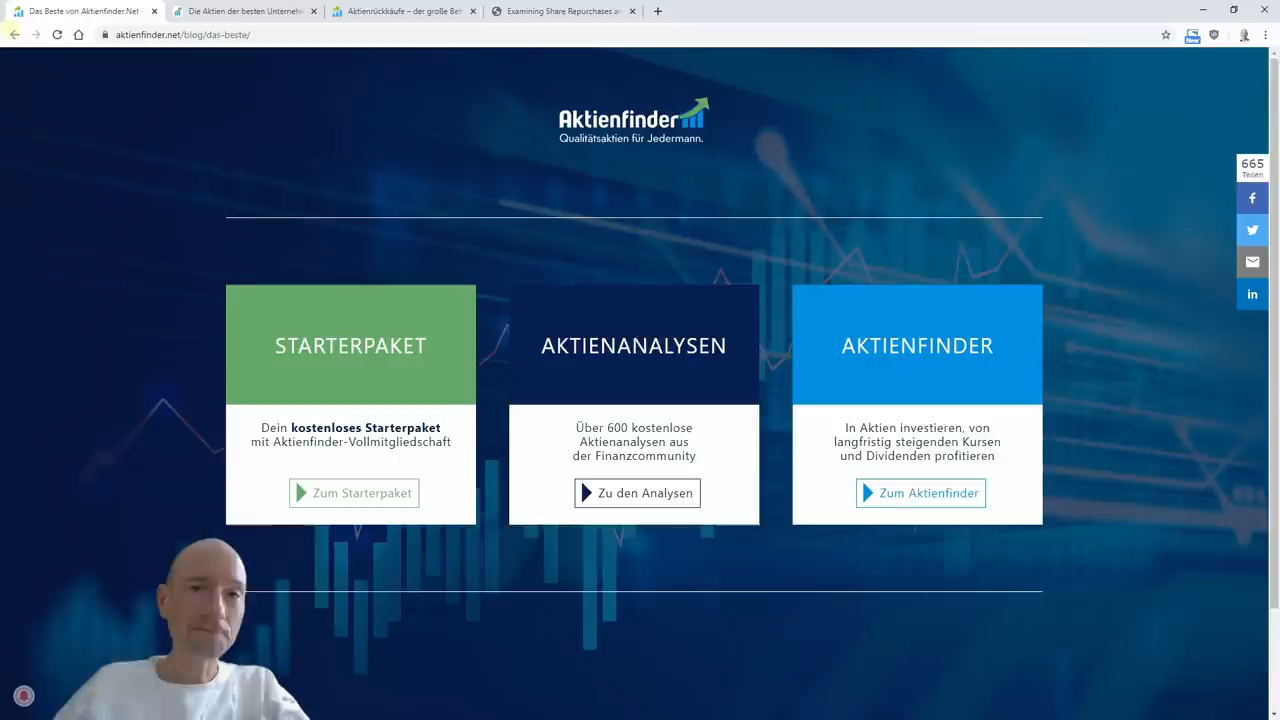 Das Beste von Aktienfinder.Net -
Die Aktien der besten Unternehm
Aktienrückkäufe – der große Bet
Examining Share Repurchases an
aktienfinder.net/blog/das-beste/
New
Aktienfinder
Qualitätsaktien für Jedermann.
665
Teilen
STARTERPAKET
AKTIENANALYSEN
AKTIENFINDER
Dein kostenloses Starterpaket
mit Aktienfinder-Vollmitgliedschaft
Zum Starterpaket
Über 600 kostenlose
Aktienanalysen aus
der Finanzcommunity
Zu den Analysen
In Aktien investieren, von
langfristig steigenden Kursen
und Dividenden profitieren
Zum Aktienfinder